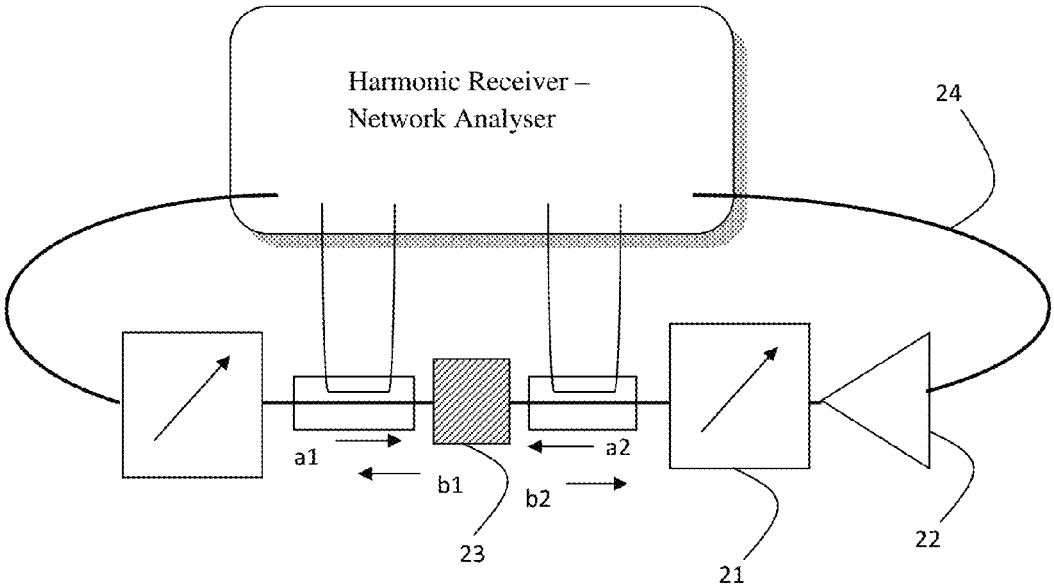 Harmonic Receiver –
Network Analyser
24
a1
a2
b1
b2
23
21
22